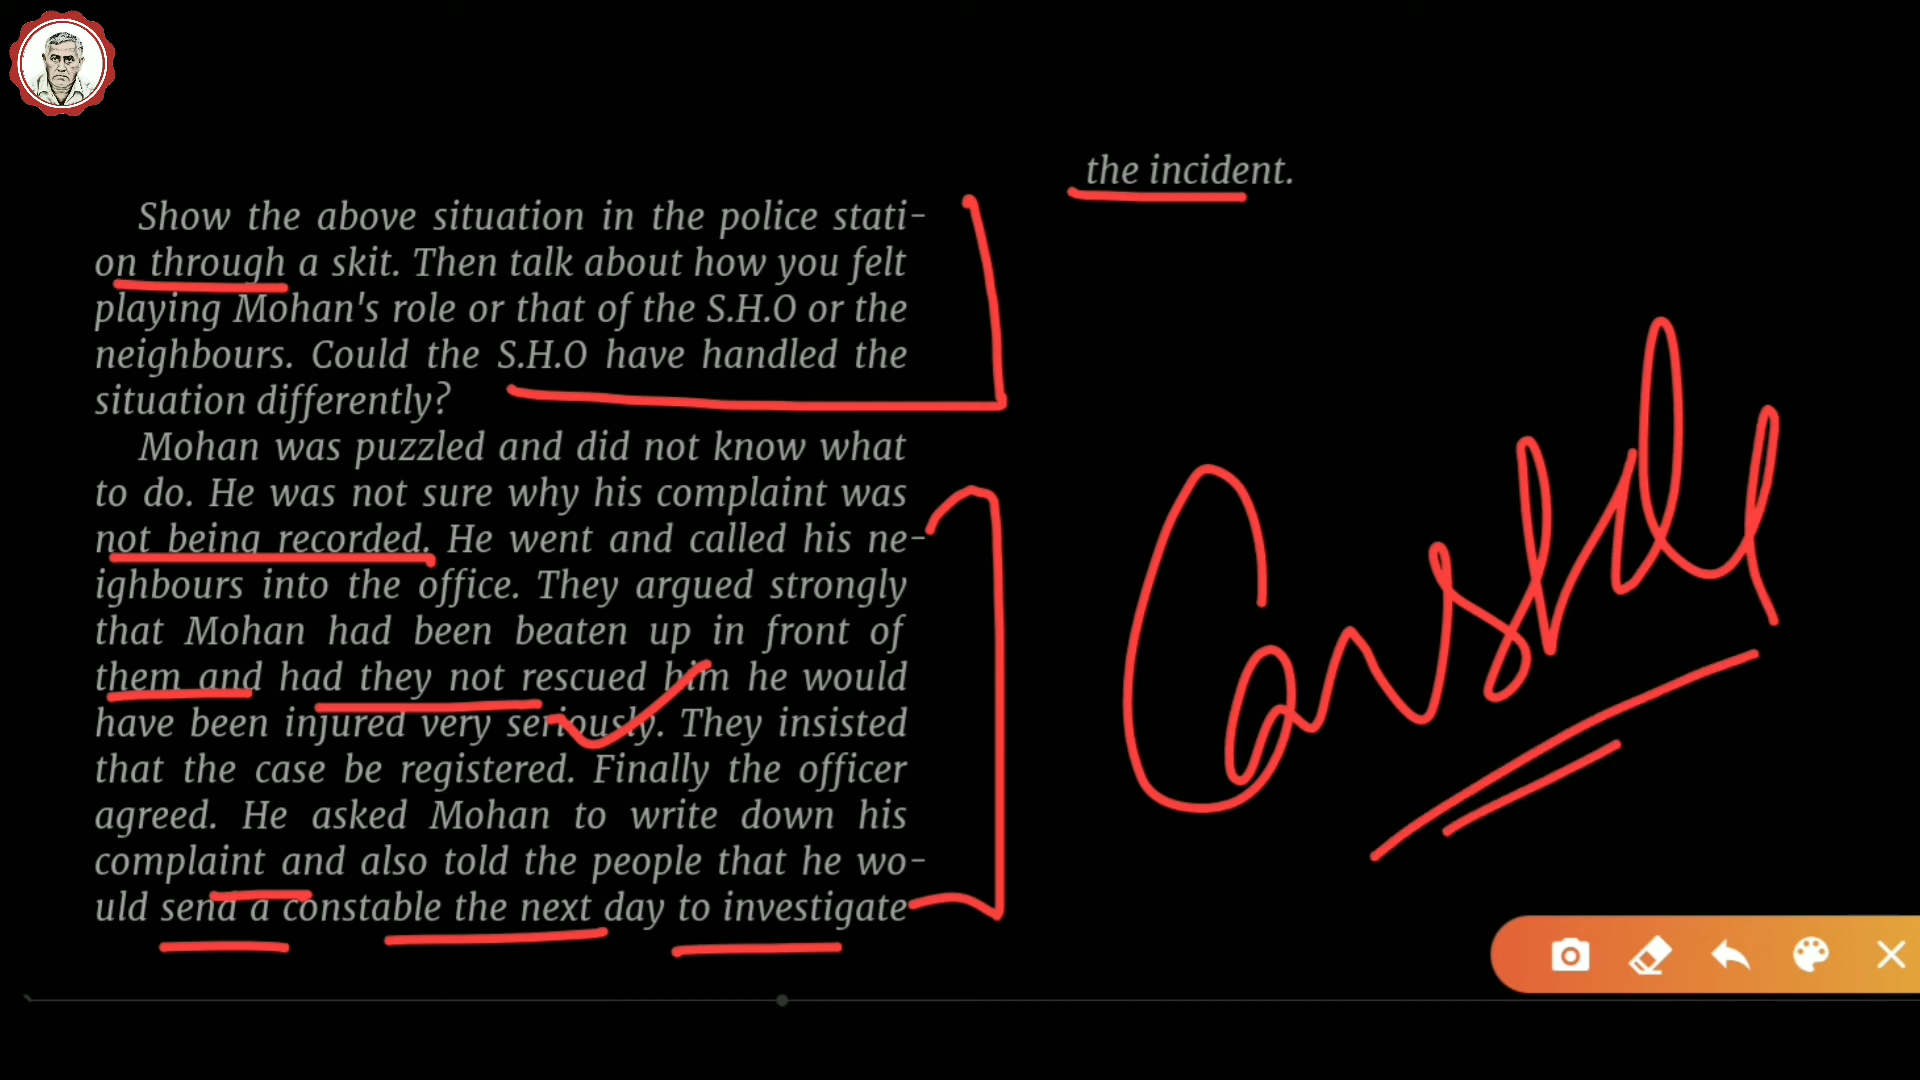 Show the above situation in the police stati-
on through a skit. Then talk about how you felt
playing Mohan's role or that of the S.H.O or the
neighbours. Could the S.H.O have handled the
situation differently?
Mohan was puzzled and did not know what
to do. He was not sure why his complaint was
not being recorded. He went and called his ne-
ighbours into the office. They argued strongly
that Mohan had been beaten up in front of
them and had they not rescued him he would
have been injured very seriously. They insisted
that the case be registered. Finally the officer
agreed. He asked Mohan to write down his
complaint and also told the people that he wo-
uld send a constable the next day to investigate
the incident.